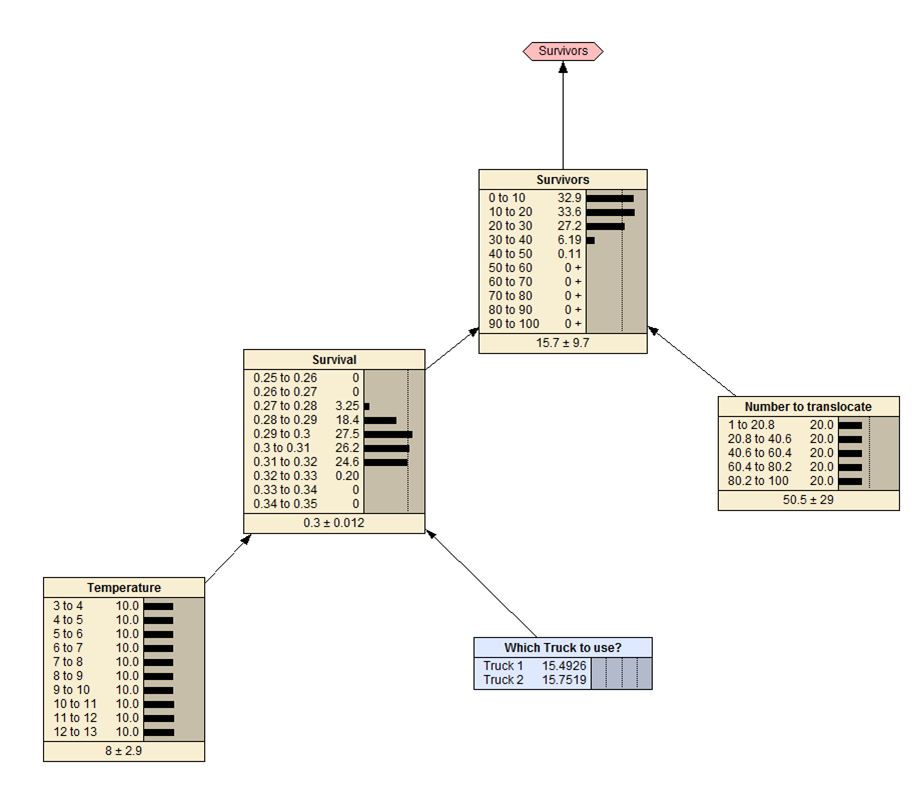 Survivors
Survivors
0 to 10 32.9
10 to 20 33.6
20 to 30 27.2
30 to 40 6.19
40 to 50 0.11
50 to 60 0 +
60 to 70 0 +
70 to 80 0 +
80 to 90 0 +
90 to 100 0 +
15.7 ± 9.7
Survival
0.25 to 0.26 0
0.26 to 0.27 0
0.27 to 0.28 3.25
0.28 to 0.29 18.4
0.29 to 0.3 27.5
0.3 to 0.31 26.2
0.31 to 0.32 24.6
0.32 to 0.33 0.20
0.33 to 0.34 0
0.34 to 0.35 0
0.3 ± 0.012
Number to translocate
1 to 20.8 20.0
20.8 to 40.6 20.0
40.6 to 60.4 20.0
60.4 to 80.2 20.0
80.2 to 100 20.0
50.5 ± 29
Temperature
3 to 4 10.0
4 to 5 10.0
5 to 6 10.0
6 to 7 10.0
7 to 8 10.0
8 to 9 10.0
9 to 10 10.0
10 to 11 10.0
11 to 12 10.0
12 to 13 10.0
8 ± 2.9
Which Truck to use?
Truck 1 15.4926
Truck 2 15.7519